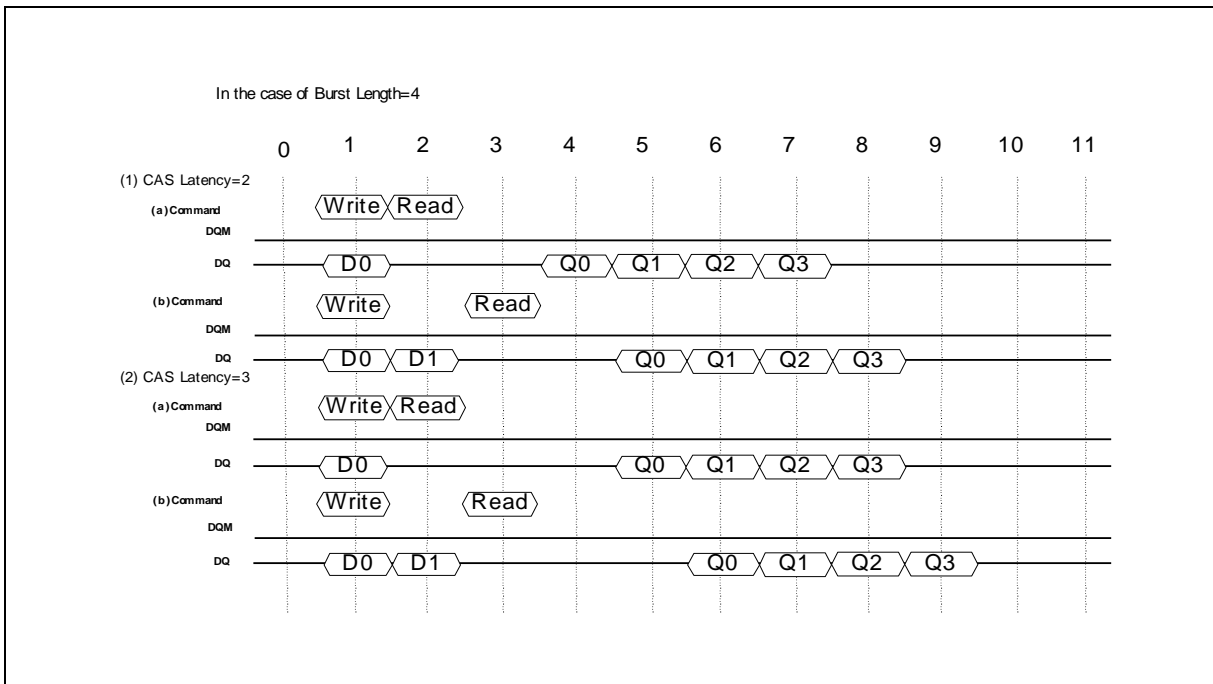 In the case of Burst Length=4
0 1 2 3 4 5 6 7 8 9 10 11
(1) CAS Latency=2
(a)Command Write Read
DQM
DQ D0 Q0 Q1 Q2 Q3
(b)Command Write Read
DQM
DQ D0 D1 Q0 Q1 Q2 Q3
(2) CAS Latency=3
(a)Command Write Read
DQM
DQ D0 Q0 Q1 Q2 Q3
(b)Command Write Read
DQM
DQ D0 D1 Q0 Q1 Q2 Q3